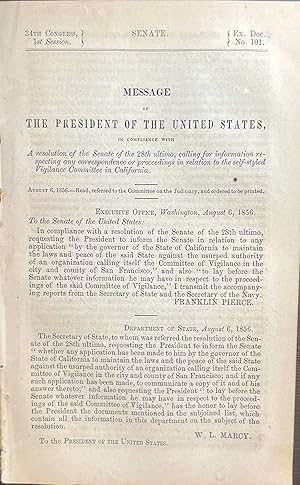 34TH CONGRESS, } SENATE. { Ex. Doc.
1st Session. } { No. 101.
MESSAGE
OF
THE PRESIDENT OF THE UNITED STATES,
IN COMPLIANCE WITH
A resolution of the Senate of the 28th ultimo, calling for information re-
specting any correspondence or proceedings in relation to the self-styled
Vigilance Committee in California.
AUGUST 6, 1856.—Read, referred to the Committee on the Judiciary, and ordered to be printed.
EXECUTIVE OFFICE, Washington, August 6, 1856.
To the Senate of the United States:
In compliance with a resolution of the Senate of the 28th ultimo,
requesting the President to inform the Senate in relation to any
application "by the governor of the State of California to maintain
the laws and peace of the said State against the usurped authority
of an organization calling itself the Committee of Vigilance in the
city and county of San Francisco," and also "to lay before the
Senate whatever information he may have in respect to the proceed-
ings of the said Committee of Vigilance," I transmit the accompany-
ing reports from the Secretary of State and the Secretary of the Navy.
FRANKLIN PIERCE.
DEPARTMENT OF STATE, August 6, 1856.
The Secretary of State, to whom was referred the resolution of the Sen-
ate of the 28th ultimo, requesting the President to inform the Senate
"whether any application has been made to him by the governor of the
State of California to maintain the laws and the peace of the said State
against the usurped authority of an organization calling itself the Com-
mittee of Vigilance in the city and county of San Francisco; and if any
such application has been made, to communicate a copy of it and of his
answer thereto;" and also requesting the President "to lay before the
Senate whatever information he may have in respect to the proceed-
ings of the said Committee of Vigilance," has the honor to lay before
the President the documents mentioned in the subjoined list, which
contain all the information in this department on the subject of the
resolution.
W. L. MARCY.
To the PRESIDENT OF THE UNITED STATES.